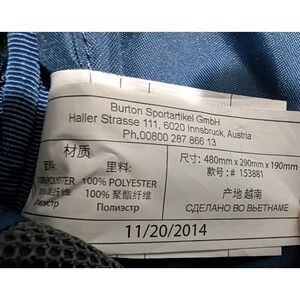 Burton Sportartikel GmbH
Haller Strasse 111, 6020 Innsbruck, Austria
Ph.00800 287 866 13
材质
里料:
100% POLYESTER
100% POLYESTER
100% 聚酯纤维
Полиэстр
尺寸: 480mm x 290mm x 190mm
款号: # 153881
产地 越南
СДЕЛАНО ВО ВЬЕТНАМЕ
11/20/2014